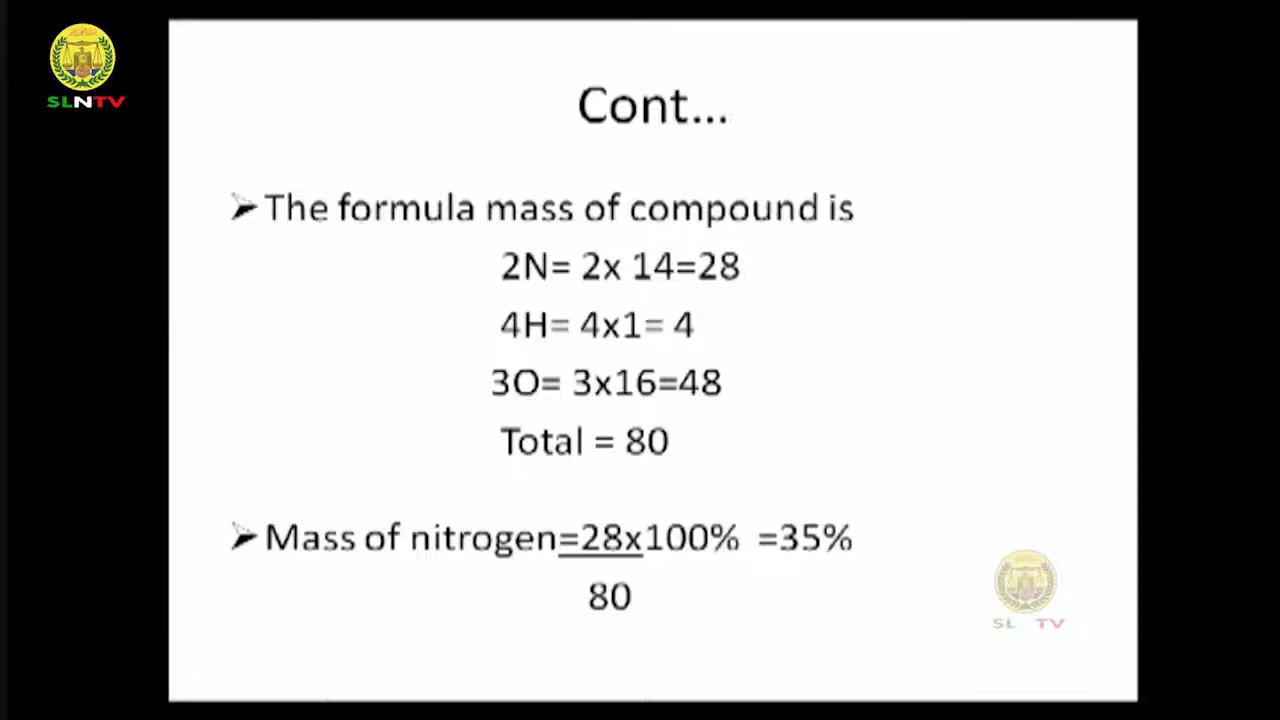 SLNTV
Cont...
The formula mass of compound is
2N= 2x 14=28
4H= 4x1= 4
3O= 3x16=48
Total = 80
Mass of nitrogen=28x100% =35%
80
SL TV